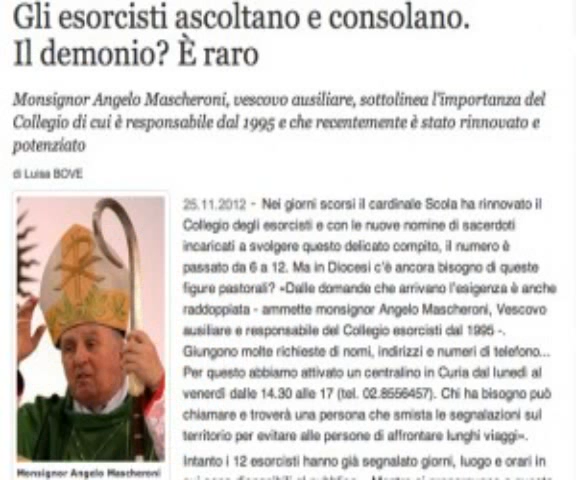 Gli esorcisti ascoltano e consolano.
Il demonio? È raro
Monsignor Angelo Mascheroni, vescovo ausiliare, sottolinea l'importanza del
Collegio di cui è responsabile dal 1995 e che recentemente è stato rinnovato e
potenziato
di Luisa BOVE
25.11.2012 - Nei giorni scorsi il cardinale Scola ha rinnovato il
Collegio degli esorcisti e con le nuove nomine di sacerdoti
incaricati a svolgere questo delicato compito, il numero è
passato da 6 a 12. Ma in Diocesi c'è ancora bisogno di queste
figure pastorali? «Dalle domande che arrivano l'esigenza è anche
raddoppiata - ammette monsignor Angelo Mascheroni, Vescovo
ausiliare e responsabile del Collegio esorcisti dal 1995 -.
Giungono molte richieste di nomi, indirizzi e numeri di telefono...
Per questo abbiamo attivato un centralino in Curia dal lunedì al
venerdì dalle 14.30 alle 17 (tel. 02.8556457). Chi ha bisogno può
chiamare e troverà una persona che smista le segnalazioni sul
territorio per evitare alle persone di affrontare lunghi viaggi».
Intanto i 12 esorcisti hanno già segnalato giorni, luogo e orari in
Monsignor Angelo Mascheroni